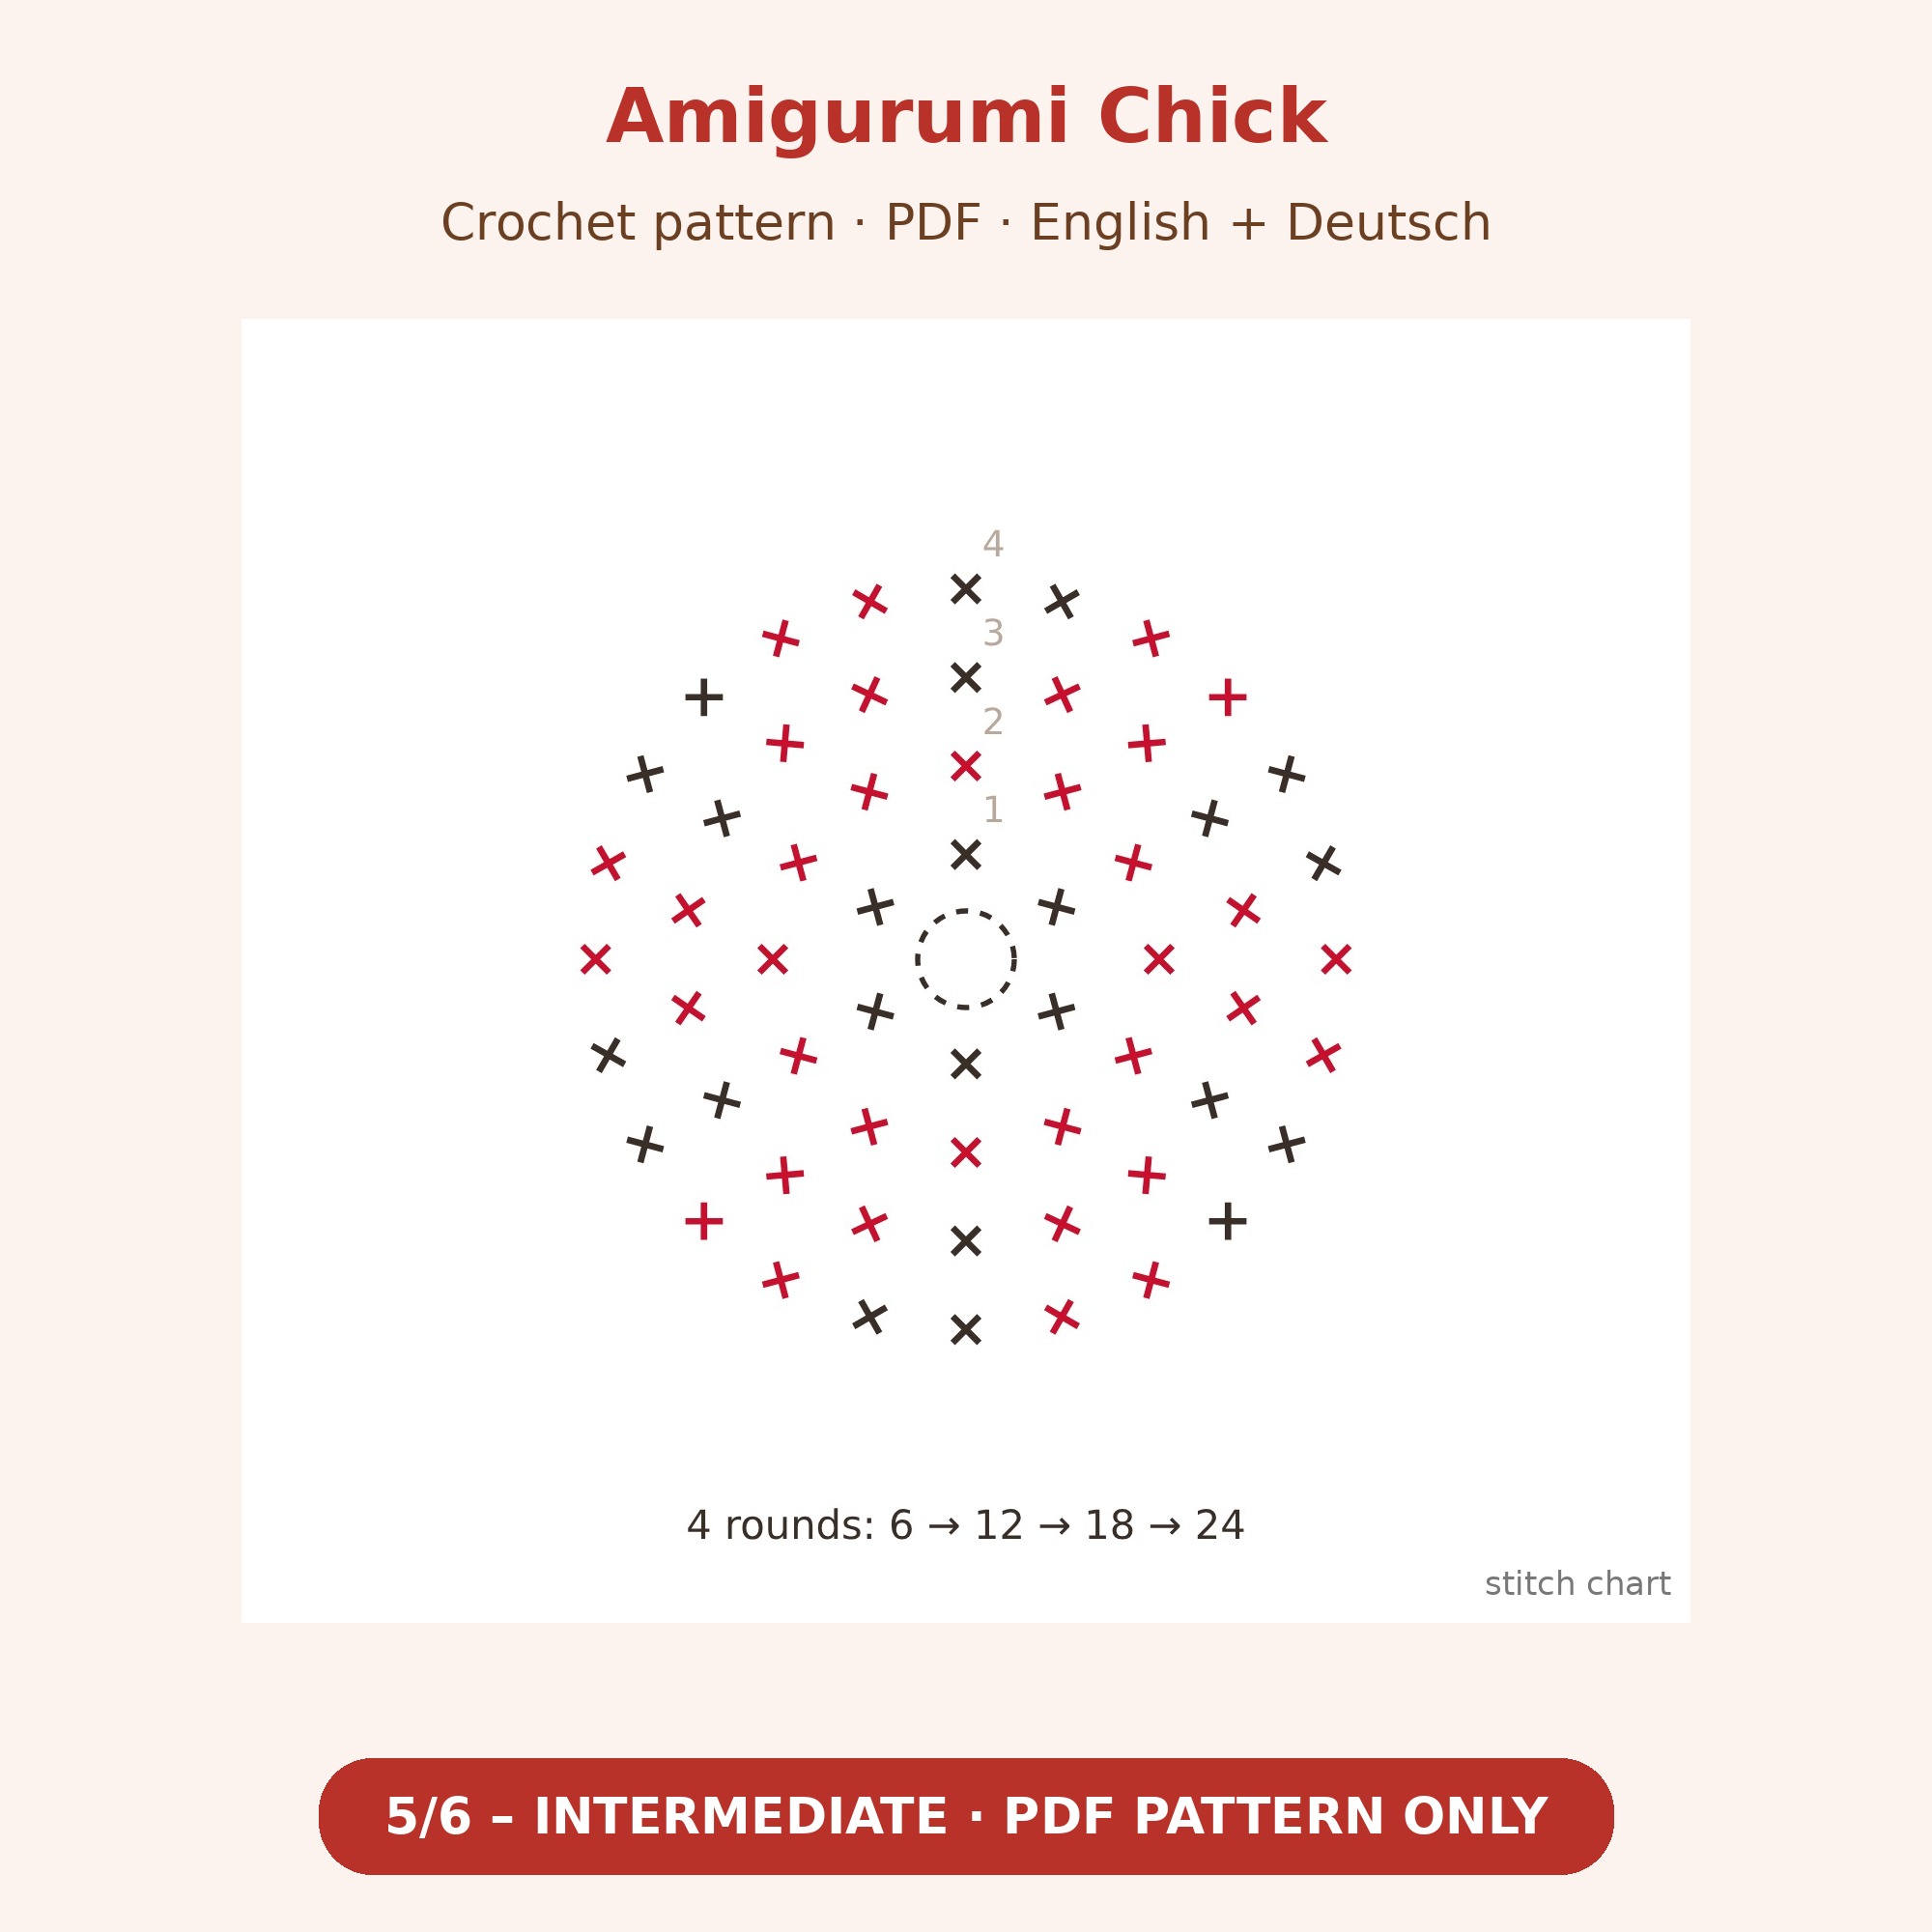 Amigurumi Chick
Crochet pattern · PDF · English + Deutsch
4
3
2
1
4 rounds: 6 → 12 → 18 → 24
stitch chart
5/6 – INTERMEDIATE · PDF PATTERN ONLY